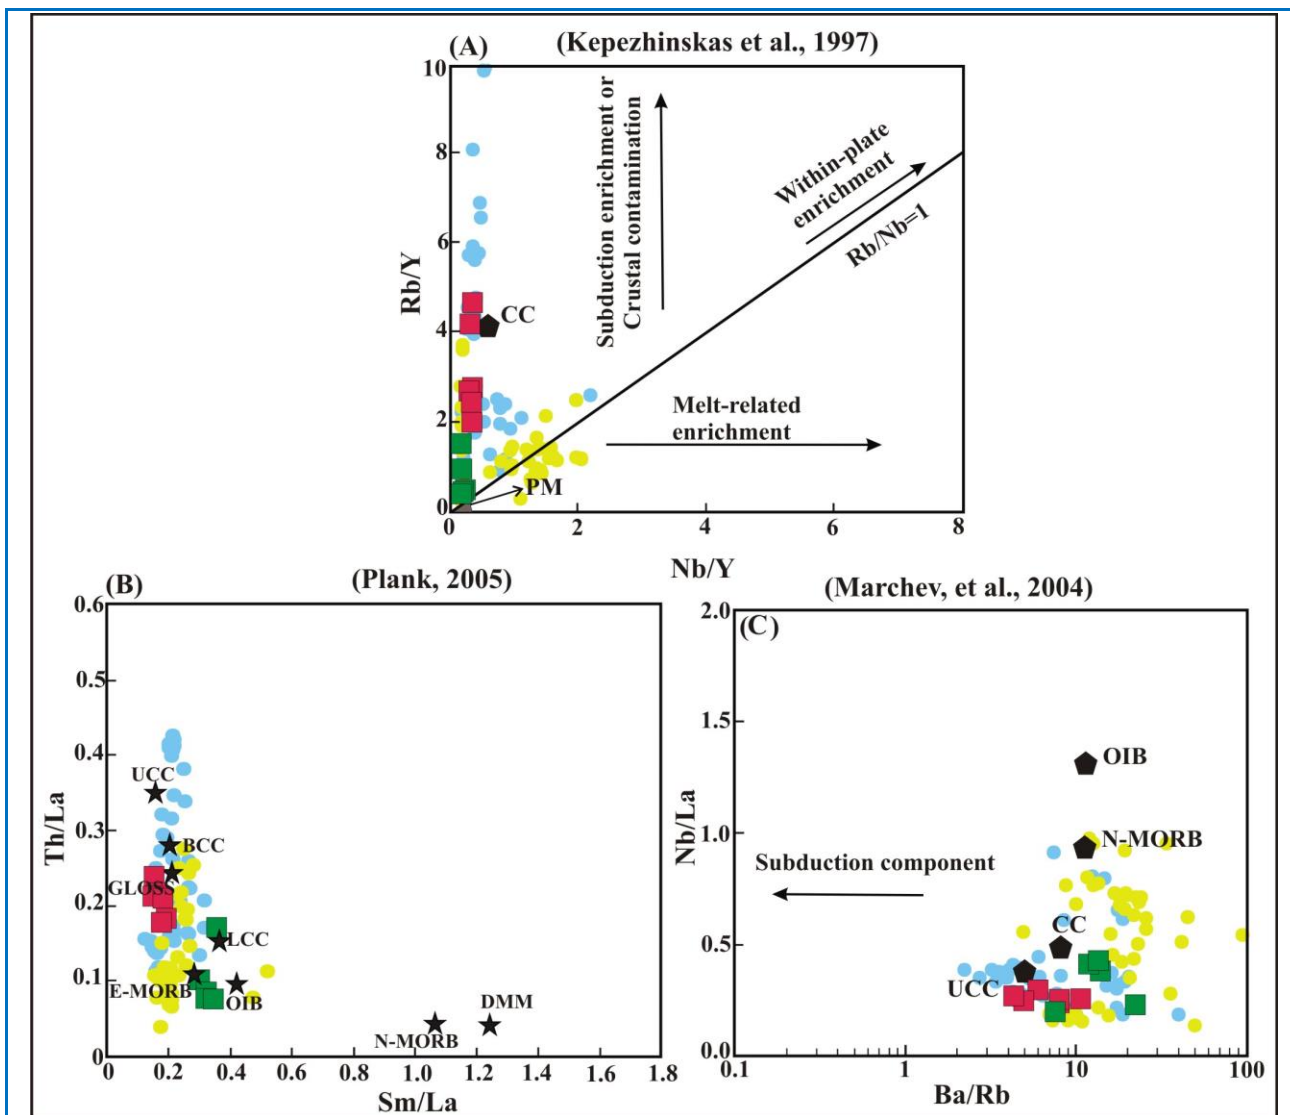 (A) (Kepezhinskas et al., 1997)
10
8
6
4
2
0
Rb/Y
Subduction enrichment or
Crustal contamination
Within-plate
enrichment
Rb/Nb=1
CC
Melt-related
enrichment
PM
0 2 4 6 8
Nb/Y
(B) (Plank, 2005)
0.6
0.5
0.4
0.3
0.2
0.1
0
Th/La
UCC
BCC
GLOSS
LCC
E-MORB
OIB
N-MORB
DMM
0 0.2 0.4 0.6 0.8 1.0 1.2 1.4 1.6 1.8
Sm/La
(Marchev, et al., 2004)
(C)
2.0
1.5
1.0
0.5
0.0
Nb/La
OIB
N-MORB
Subduction component
CC
UCC
0.1 1 10 100
Ba/Rb